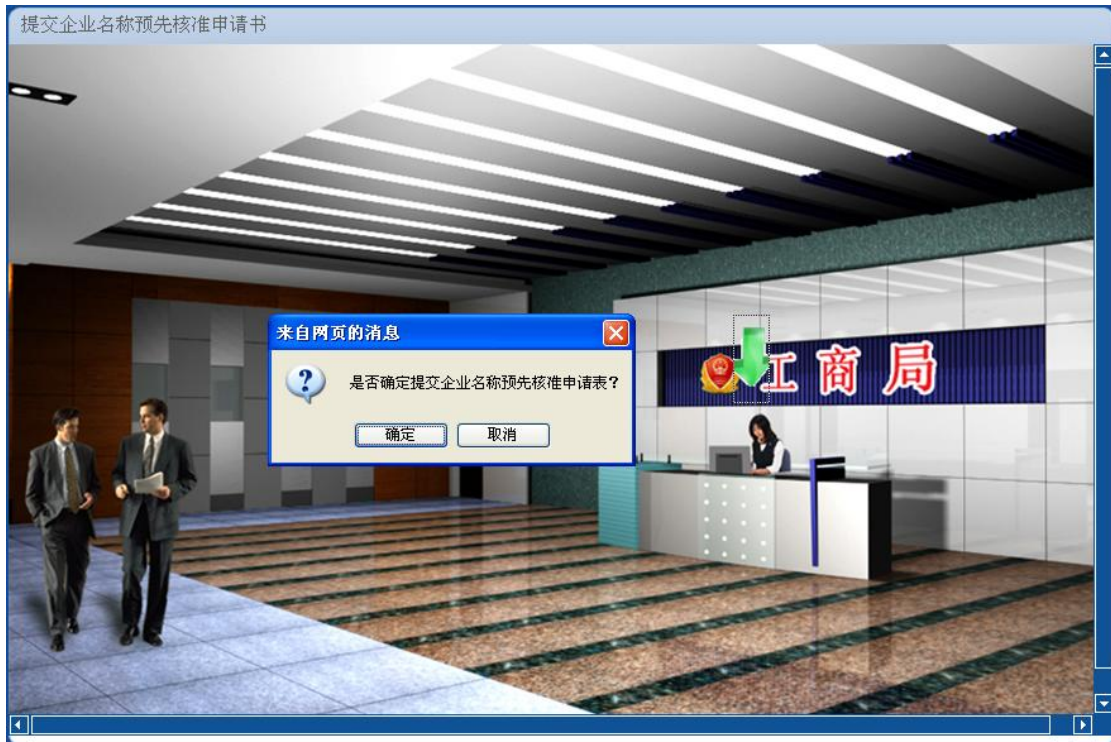 提交企业名称预先核准申请书
来自网页的消息
是否确定提交企业名称预先核准申请表?
确定
取消
工商局